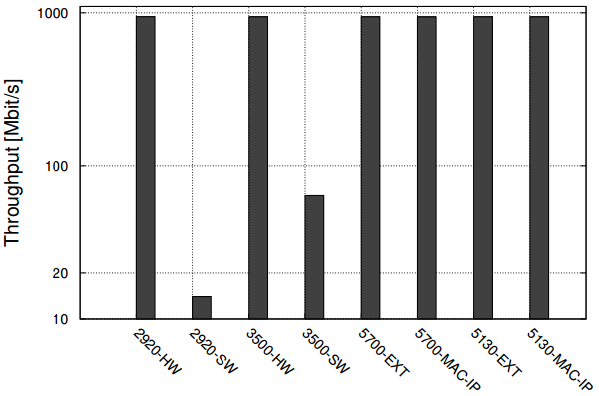 Throughput [Mbit/s]
1000
100
20
10
2920-HW
2920-SW
3500-HW
3500-SW
5700-EXT
5700-MAC-IP
5130-EXT
5130-MAC-IP